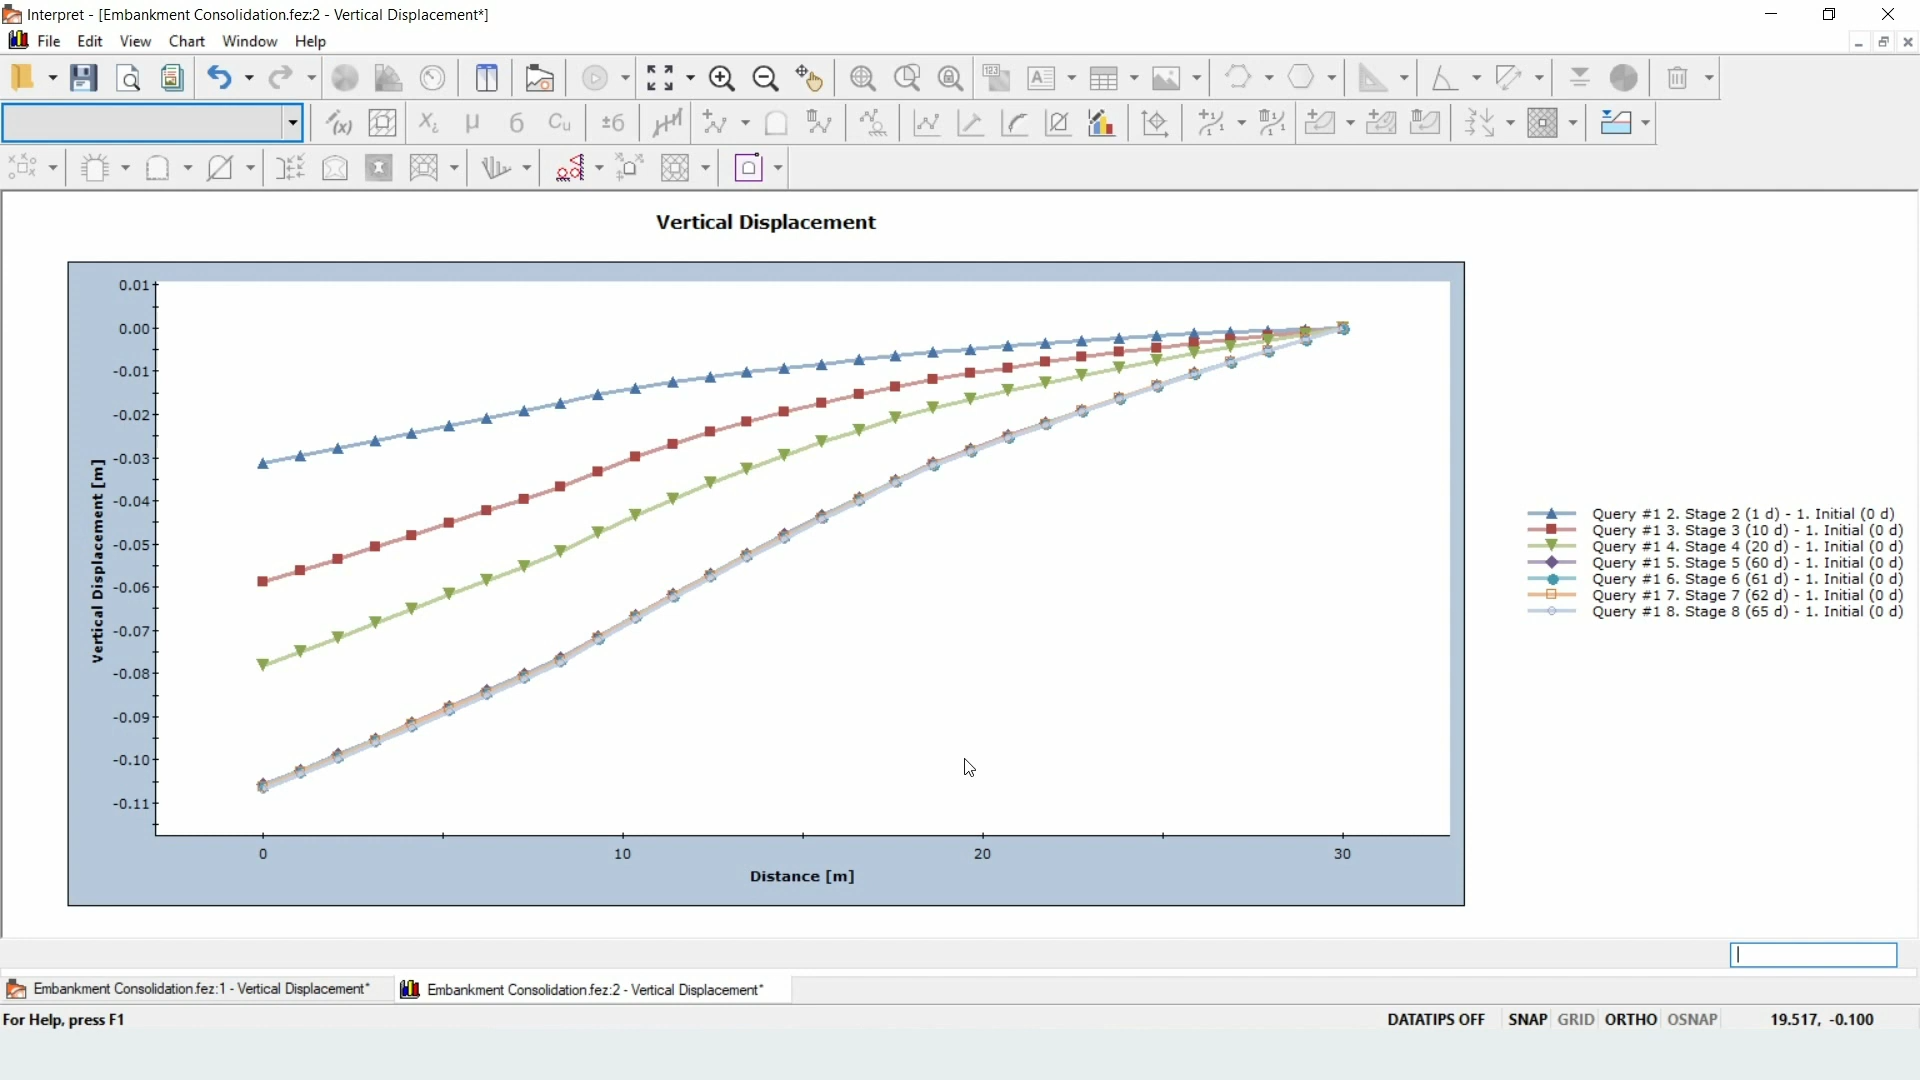 Interpret - [Embankment Consolidation.fez:2 - Vertical Displacement*]
File Edit View Chart Window Help
Vertical Displacement
0.01
0.00
-0.01
-0.02
-0.03
-0.04
-0.05
-0.06
-0.07
-0.08
-0.09
-0.10
-0.11
Vertical Displacement [m]
0 10 20 30
Distance [m]
Query #1 2. Stage 2 (1 d) - 1. Initial (0 d)
Query #1 3. Stage 3 (10 d) - 1. Initial (0 d)
Query #1 4. Stage 4 (20 d) - 1. Initial (0 d)
Query #1 5. Stage 5 (60 d) - 1. Initial (0 d)
Query #1 6. Stage 6 (61 d) - 1. Initial (0 d)
Query #1 7. Stage 7 (62 d) - 1. Initial (0 d)
Query #1 8. Stage 8 (65 d) - 1. Initial (0 d)
Embankment Consolidation.fez:1 - Vertical Displacement* Embankment Consolidation.fez:2 - Vertical Displacement*
For Help, press F1 DATATIPS OFF SNAP GRID ORTHO OSNAP 19.517, -0.100